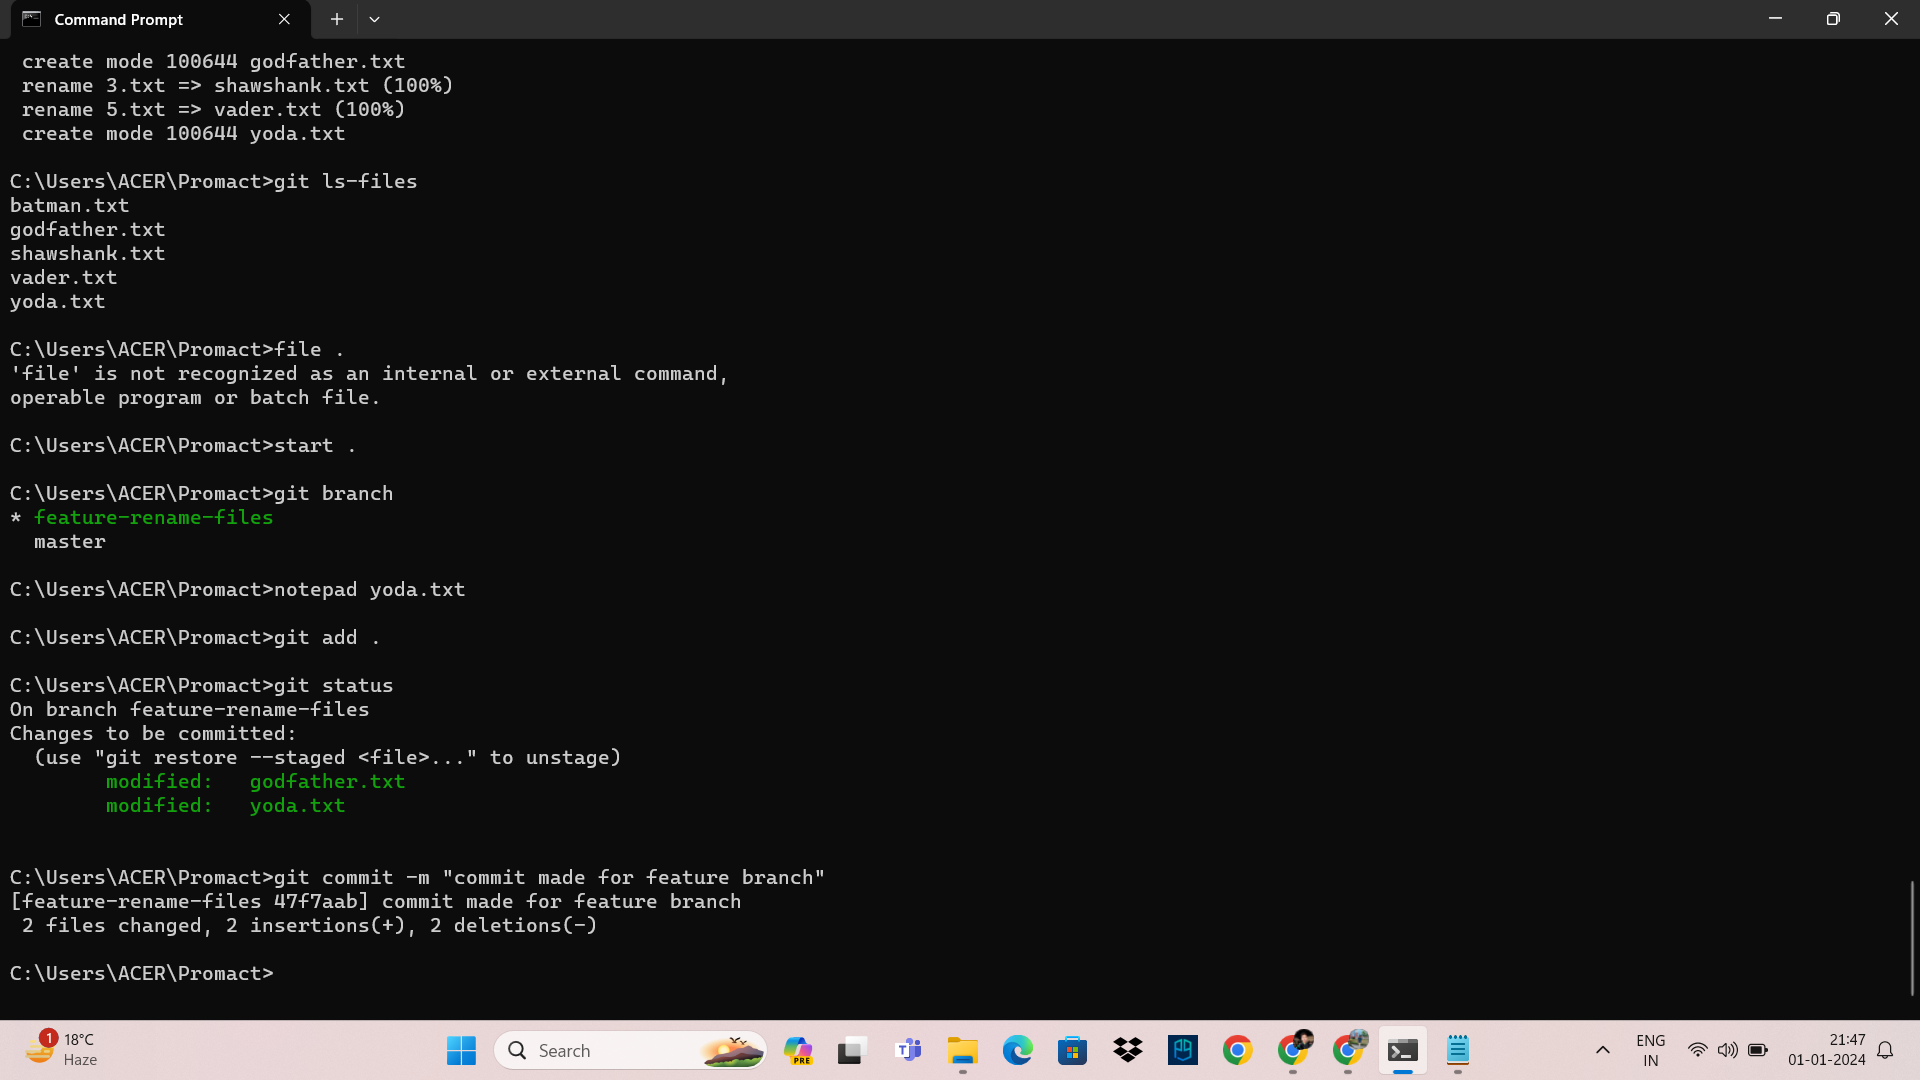 Command Prompt
create mode 100644 godfather.txt
rename 3.txt => shawshank.txt (100%)
rename 5.txt => vader.txt (100%)
create mode 100644 yoda.txt
C:\Users\ACER\Promact>git ls-files
batman.txt
godfather.txt
shawshank.txt
vader.txt
yoda.txt
C:\Users\ACER\Promact>file .
'file' is not recognized as an internal or external command,
operable program or batch file.
C:\Users\ACER\Promact>start .
C:\Users\ACER\Promact>git branch
* feature-rename-files
master
C:\Users\ACER\Promact>notepad yoda.txt
C:\Users\ACER\Promact>git add .
C:\Users\ACER\Promact>git status
On branch feature-rename-files
Changes to be committed:
(use "git restore --staged <file>..." to unstage)
modified:   godfather.txt
modified:   yoda.txt
C:\Users\ACER\Promact>git commit -m "commit made for feature branch"
[feature-rename-files 47f7aab] commit made for feature branch
2 files changed, 2 insertions(+), 2 deletions(-)
C:\Users\ACER\Promact>
1
18°C
Haze
Search
PRE
T
ENG
IN
21:47
01-01-2024